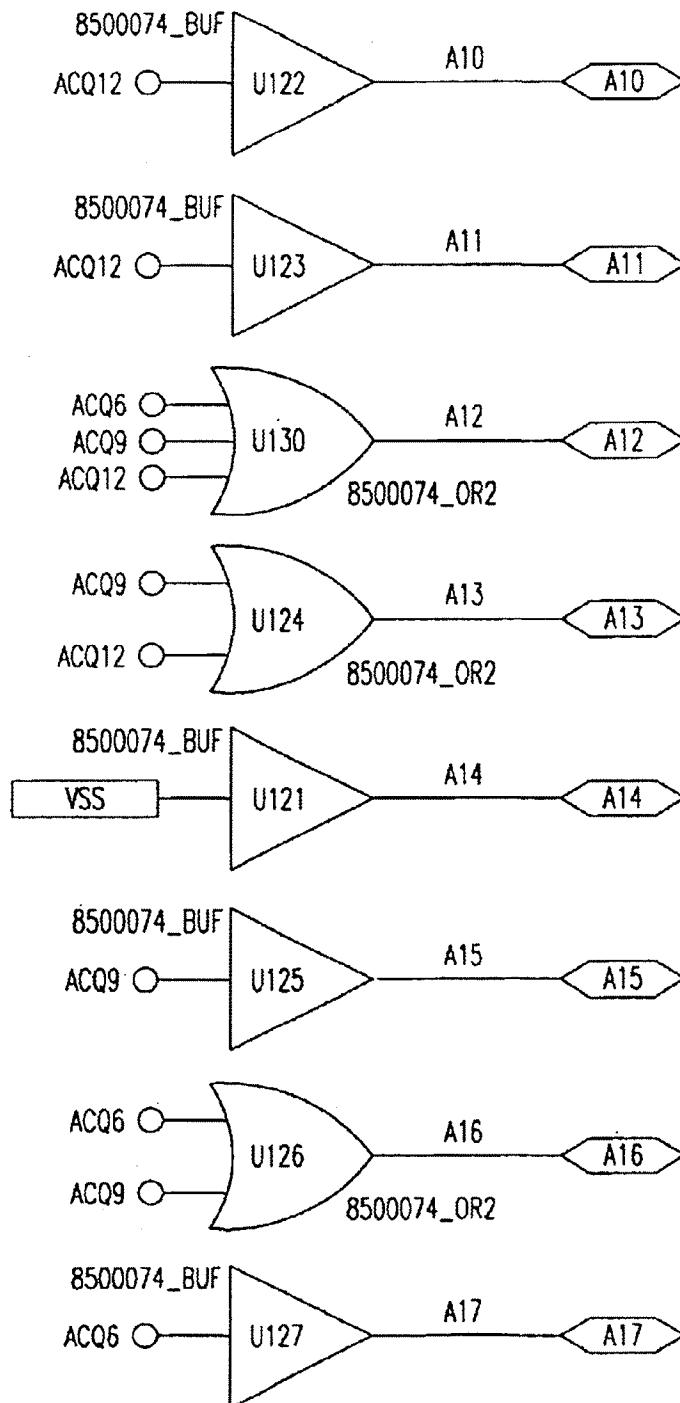 8500074_BUF
ACQ12 U122 A10 A10
8500074_BUF
ACQ12 U123 A11 A11
ACQ6
ACQ9 U130 A12 A12
ACQ12
8500074_OR2
ACQ9
U124 A13 A13
ACQ12
8500074_OR2
8500074_BUF
VSS U121 A14 A14
8500074_BUF
ACQ9 U125 A15 A15
ACQ6
U126 A16 A16
ACQ9
8500074_OR2
8500074_BUF
ACQ6 U127 A17 A17